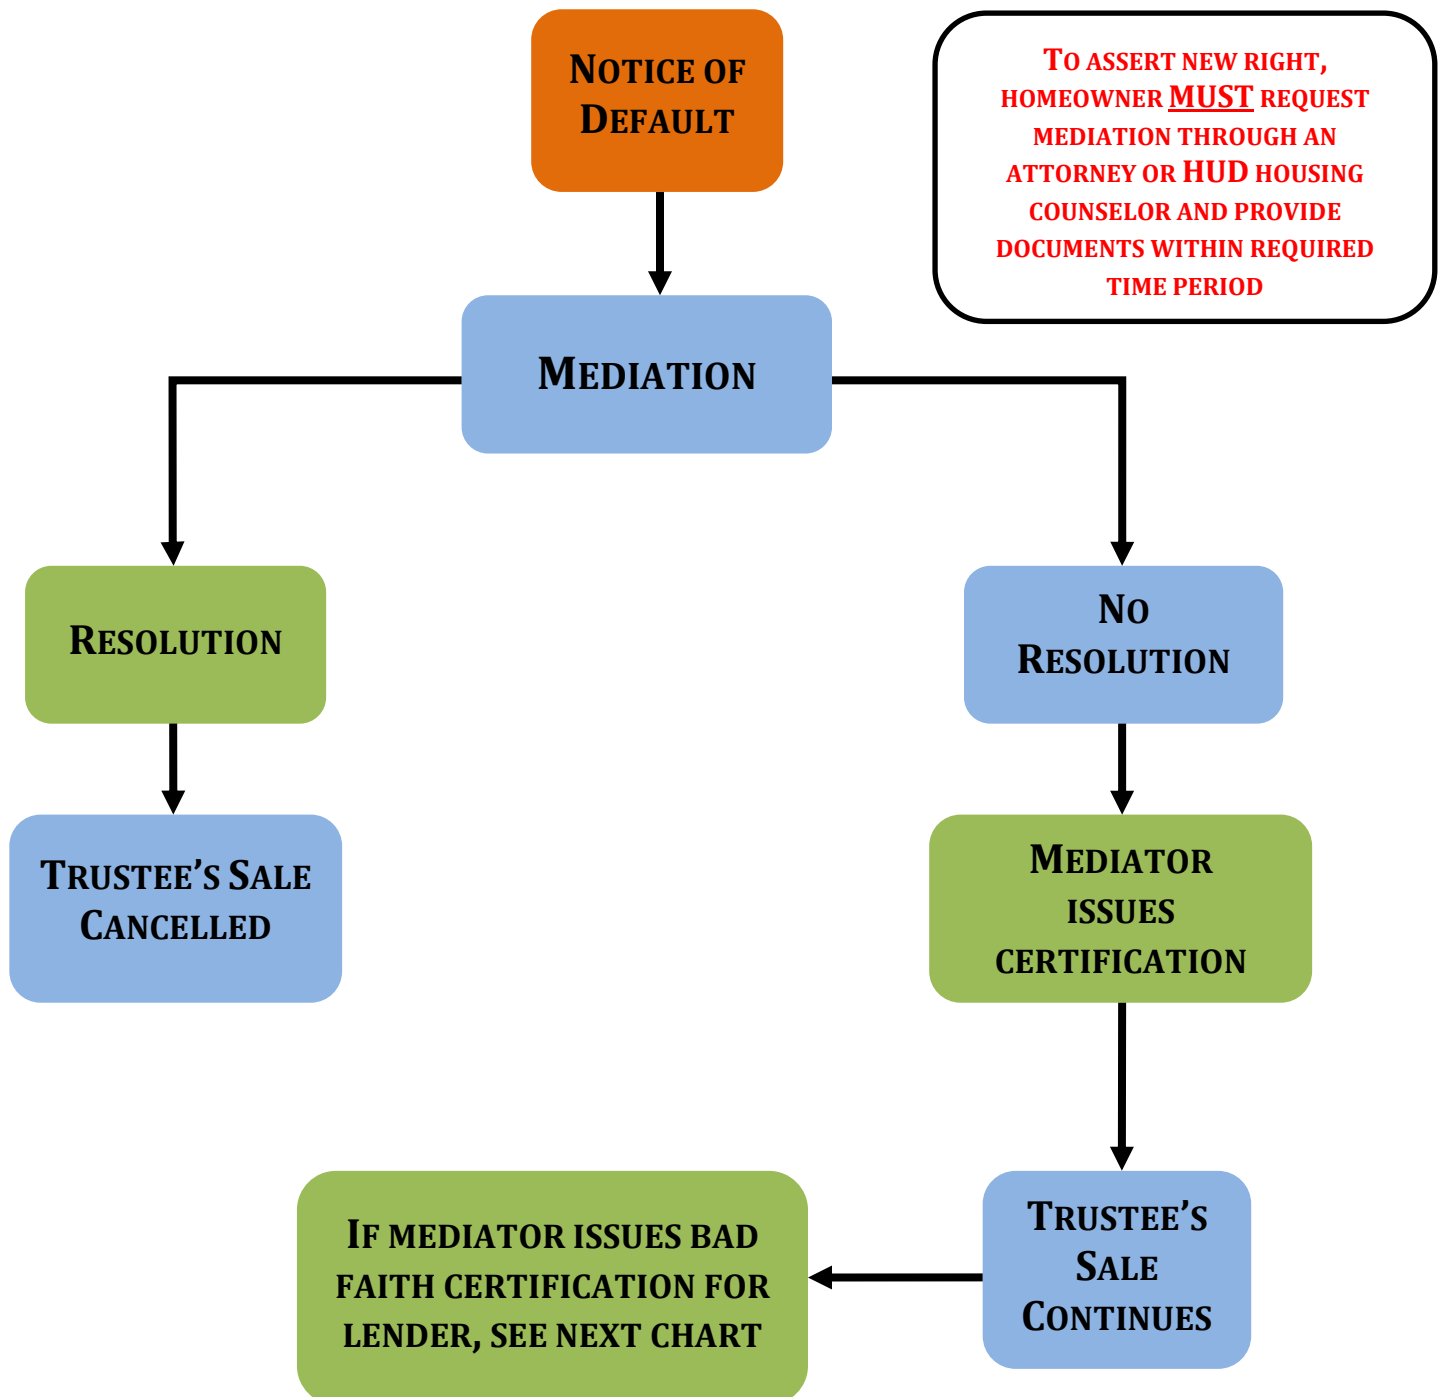 NOTICE OF
DEFAULT
TO ASSERT NEW RIGHT,
HOMEOWNER MUST REQUEST
MEDIATION THROUGH AN
ATTORNEY OR HUD HOUSING
COUNSELOR AND PROVIDE
DOCUMENTS WITHIN REQUIRED
TIME PERIOD
MEDIATION
RESOLUTION
NO
RESOLUTION
TRUSTEE’S SALE
CANCELLED
MEDIATOR
ISSUES
CERTIFICATION
IF MEDIATOR ISSUES BAD
FAITH CERTIFICATION FOR
LENDER, SEE NEXT CHART
TRUSTEE’S
SALE
CONTINUES